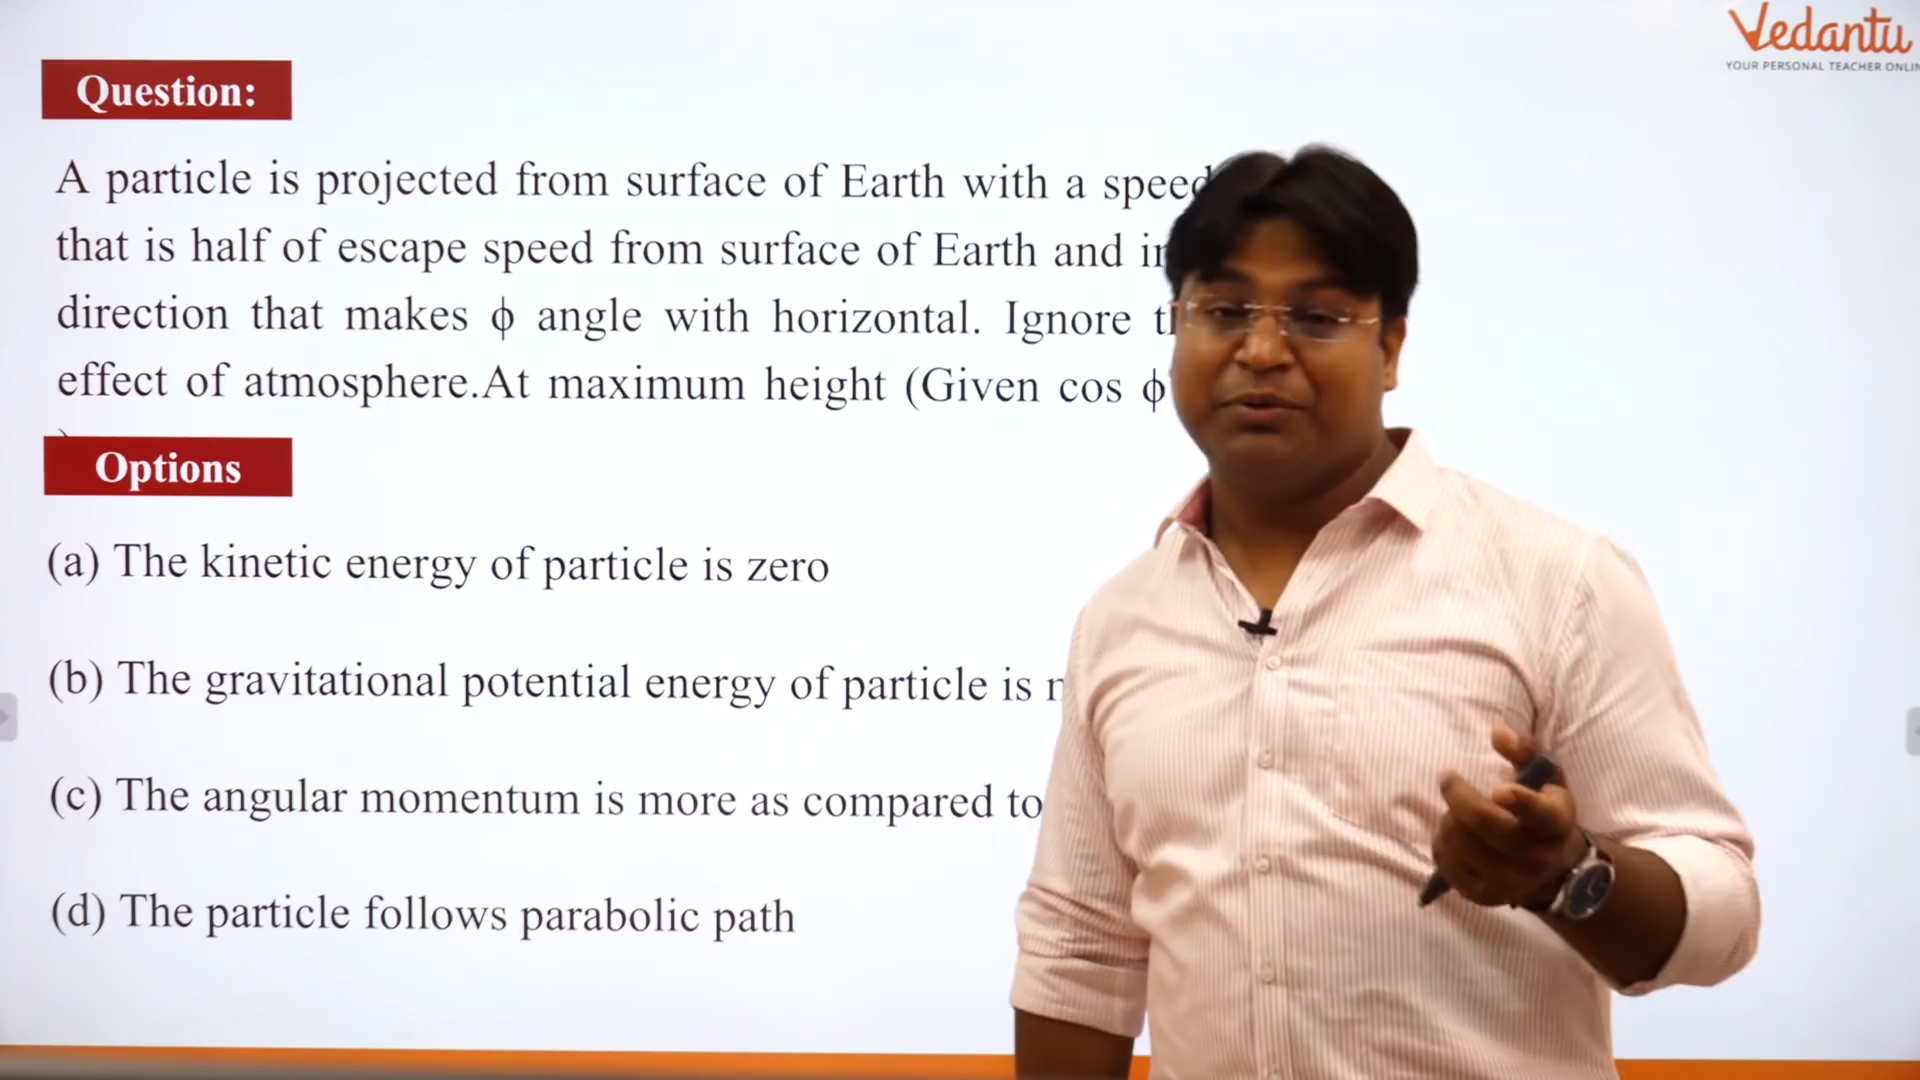 Vedantu
YOUR PERSONAL TEACHER
Question:
A particle is projected from surface of Earth with a speed
that is half of escape speed from surface of Earth and
direction that makes ϕ angle with horizontal. Ignore
effect of atmosphere.At maximum height (Given cos ϕ
Options
(a) The kinetic energy of particle is zero
(b) The gravitational potential energy of particle is
(c) The angular momentum is more as compared to
(d) The particle follows parabolic path